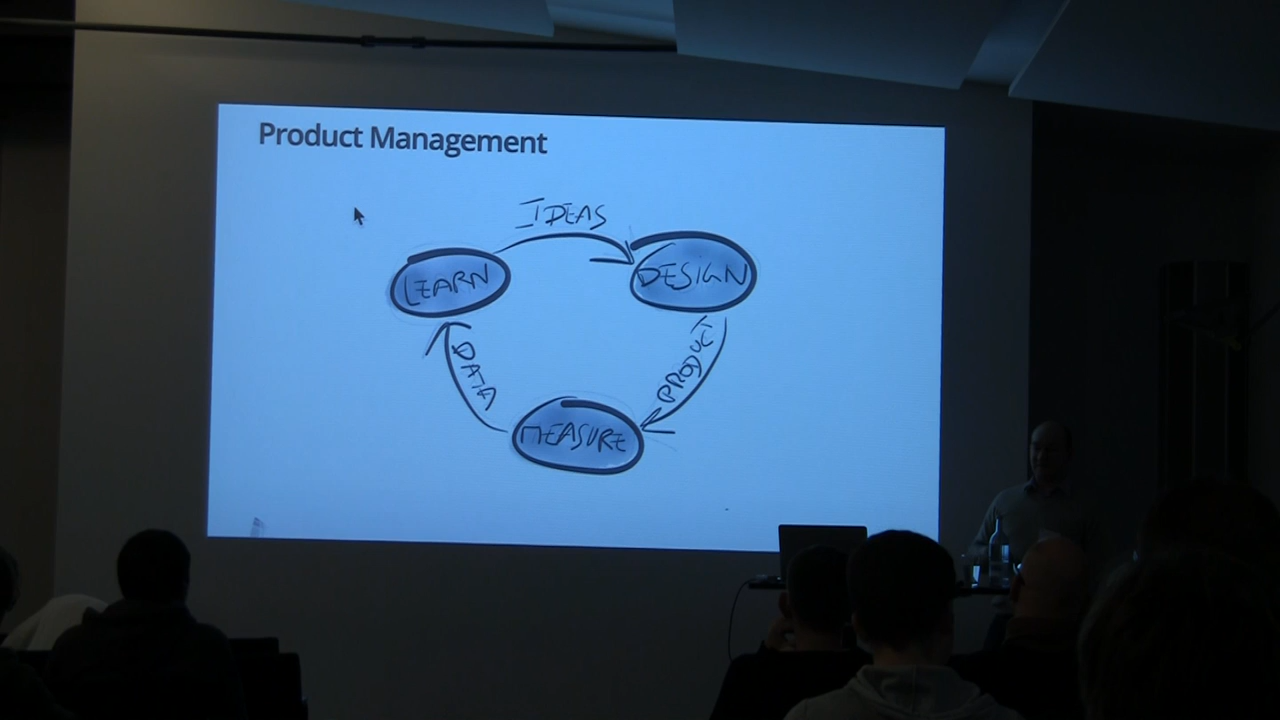 Product Management
IDEAS
LEARN
DESIGN
DATA
PRODUCT
MEASURE